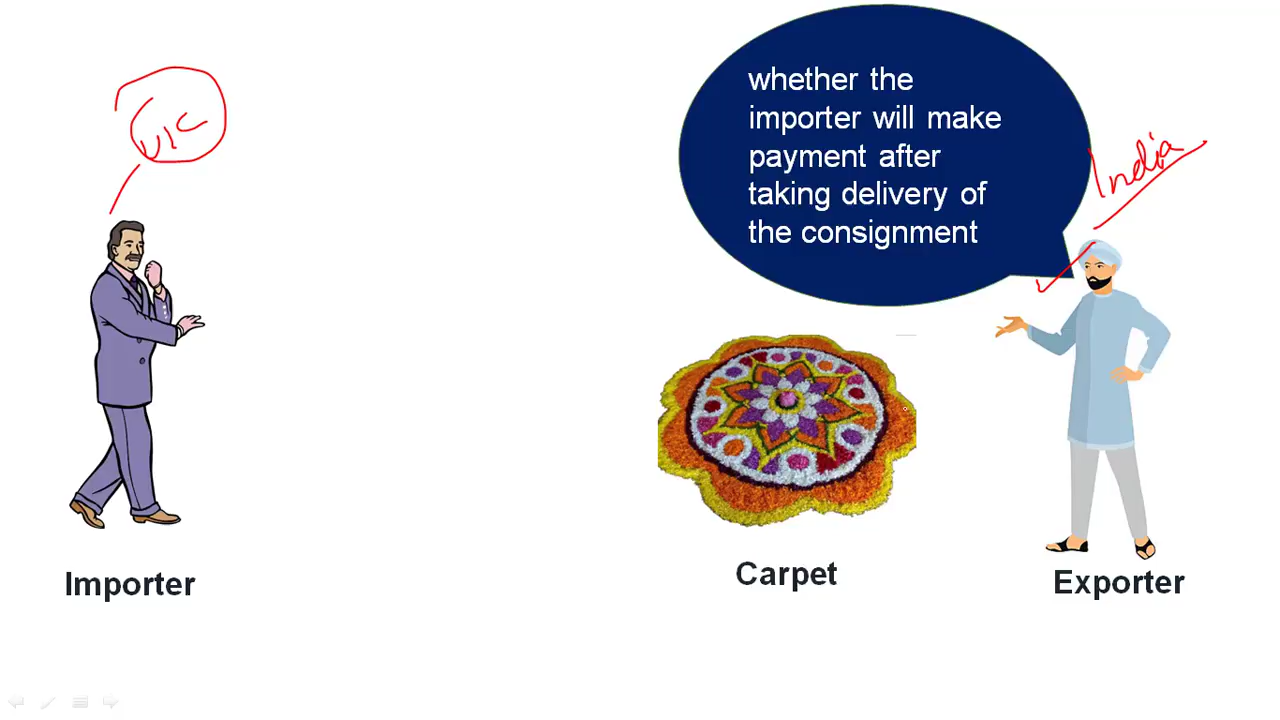 whether the
importer will make
payment after
taking delivery of
the consignment
India
Importer
Carpet
Exporter